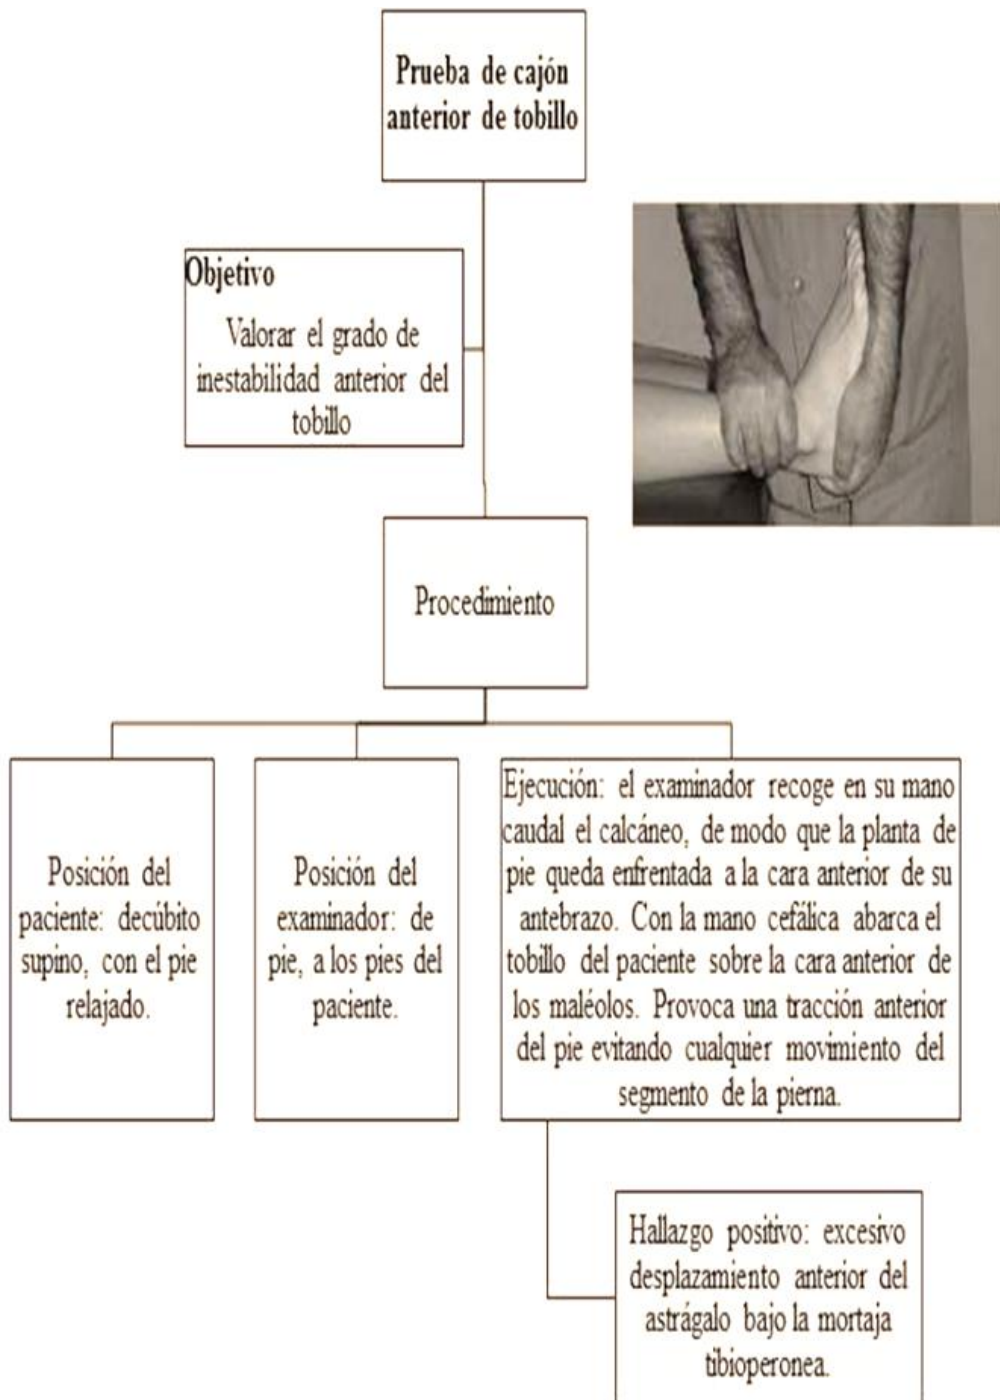 Prueba de cajón
anterior de tobillo
Objetivo
Valorar el grado de
inestabilidad anterior del
tobillo
Procedimiento
Posición del
paciente: decúbito
supino, con el pie
relajado.
Posición del
examinador: de
pie, a los pies del
paciente.
Ejecución: el examinador recoge en su mano
caudal el calcáneo, de modo que la planta de
pie queda enfrentada a la cara anterior de su
antebrazo. Con la mano cefálica abarca el
tobillo del paciente sobre la cara anterior de
los maléolos. Provoca una tracción anterior
del pie evitando cualquier movimiento del
segmento de la pierna.
Hallazgo positivo: excesivo
desplazamiento anterior del
astrágalo bajo la mortaja
tibioperonea.